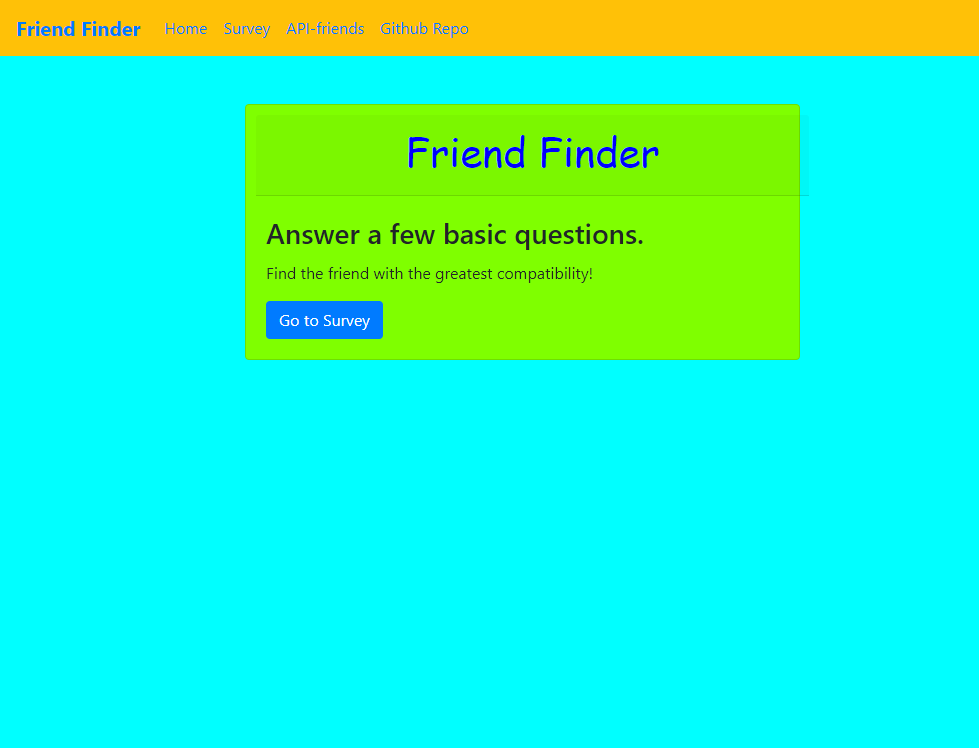 Friend Finder Home Survey API-friends Github Repo
Friend Finder
Answer a few basic questions.
Find the friend with the greatest compatibility!
Go to Survey